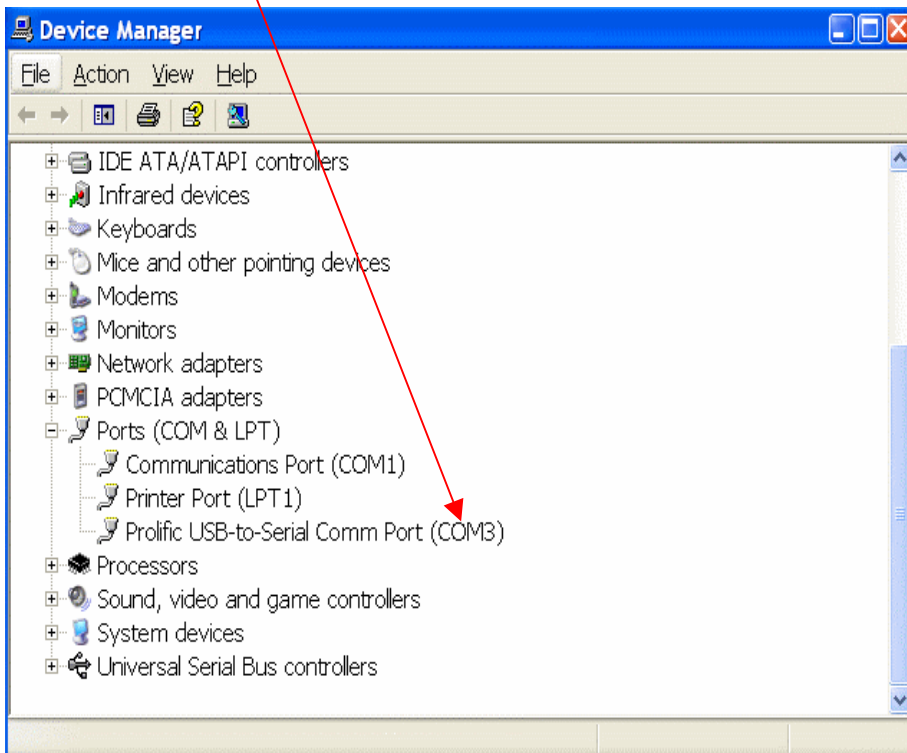 Device Manager
File Action View Help
IDE ATA/ATAPI controllers
Infrared devices
Keyboards
Mice and other pointing devices
Modems
Monitors
Network adapters
PCMCIA adapters
Ports (COM & LPT)
Communications Port (COM1)
Printer Port (LPT1)
Prolific USB-to-Serial Comm Port (COM3)
Processors
Sound, video and game controllers
System devices
Universal Serial Bus controllers